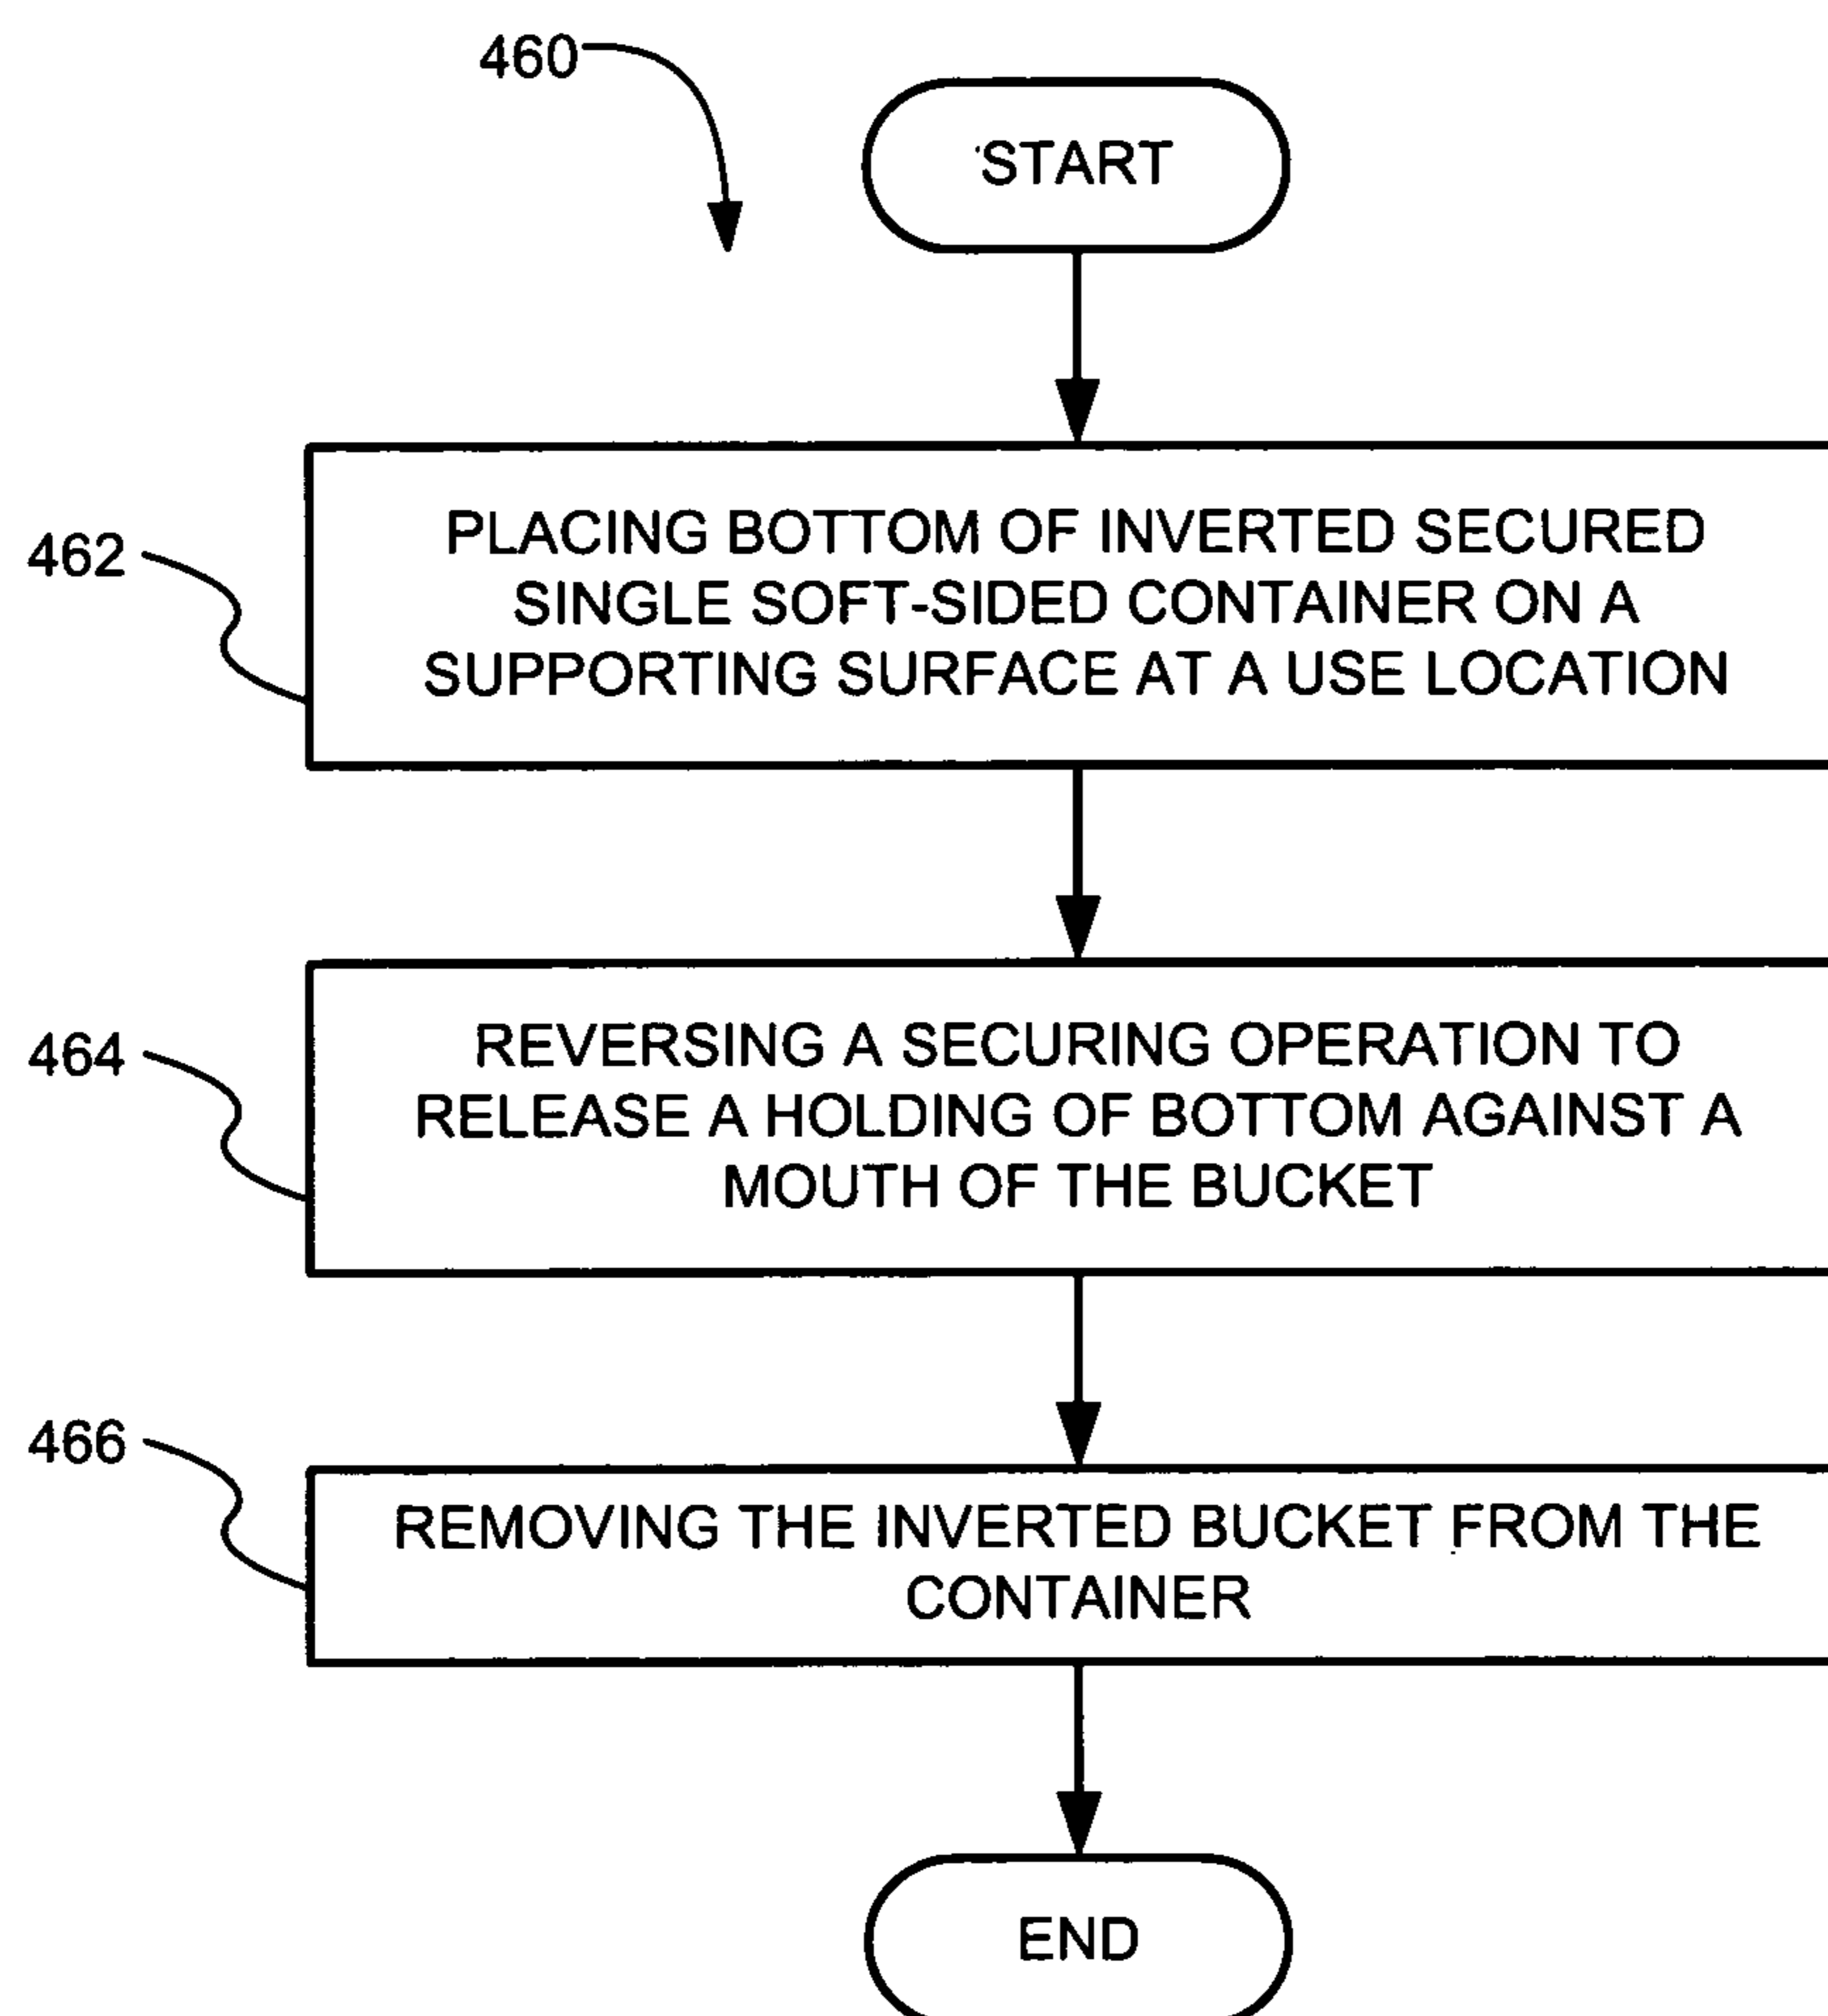 460
START
462
PLACING BOTTOM OF INVERTED SECURED
SINGLE SOFT-SIDED CONTAINER ON A
SUPPORTING SURFACE AT A USE LOCATION
464
REVERSING A SECURING OPERATION TO
RELEASE A HOLDING OF BOTTOM AGAINST A
MOUTH OF THE BUCKET
466
REMOVING THE INVERTED BUCKET FROM THE
CONTAINER
END